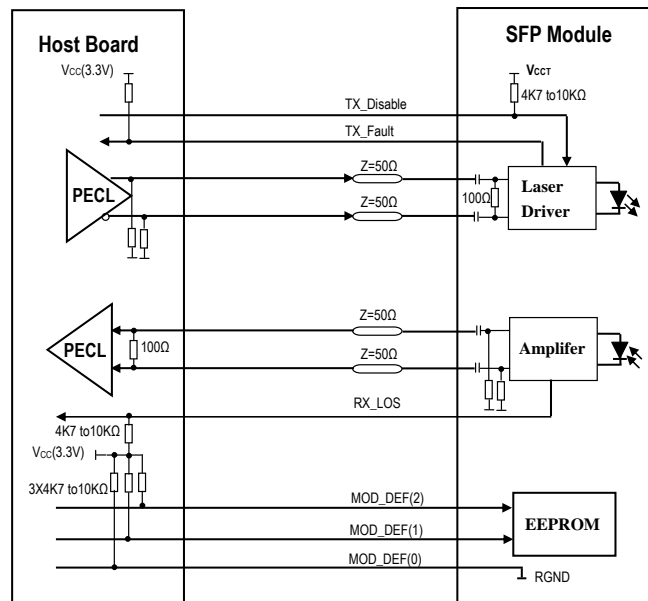 Host Board
SFP Module
Vcc(3.3V)
VCCT
4K7 to10KΩ
TX_Disable
TX_Fault
PECL
Z=50Ω
Z=50Ω
100Ω
Laser
Driver
PECL
100Ω
Z=50Ω
Z=50Ω
Amplifer
RX_LOS
4K7 to10KΩ
Vcc(3.3V)
3X4K7 to10KΩ
MOD_DEF(2)
EEPROM
MOD_DEF(1)
MOD_DEF(0)
RGND